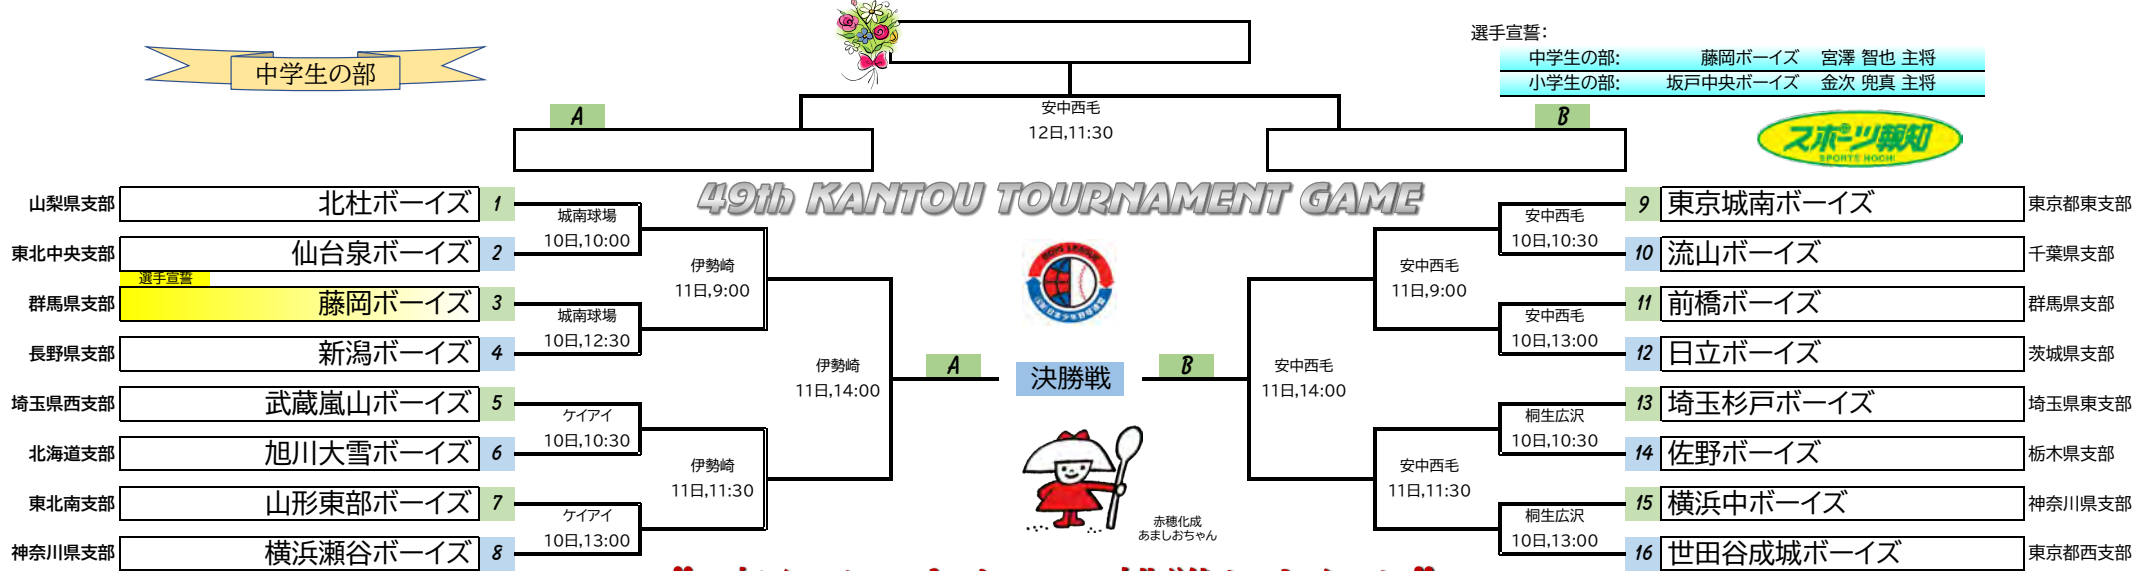 中学生の部
選手宣誓:
中学生の部: 藤岡ボーイズ 宮澤 智也 主将
小学生の部: 坂戸中央ボーイズ 金次 兜真 主将
安中西毛
12日,11:30
A
B
スポーツ報知
SPORTS HOCHI
49th KANTOU TOURNAMENT GAME
山梨県支部 北杜ボーイズ 1
城南球場
10日,10:00
東北中央支部 仙台泉ボーイズ 2
選手宣誓
群馬県支部 藤岡ボーイズ 3
城南球場
10日,12:30
長野県支部 新潟ボーイズ 4
埼玉県西支部 武蔵嵐山ボーイズ 5
ケイアイ
10日,10:30
北海道支部 旭川大雪ボーイズ 6
東北南支部 山形東部ボーイズ 7
ケイアイ
10日,13:00
神奈川県支部 横浜瀬谷ボーイズ 8
伊勢崎
11日,9:00
伊勢崎
11日,11:30
伊勢崎
11日,14:00
A
決勝戦
B
赤穂化成
あましおちゃん
安中西毛
11日,14:00
安中西毛
11日,9:00
安中西毛
11日,11:30
9 東京城南ボーイズ 東京都東支部
安中西毛
10日,10:30
10 流山ボーイズ 千葉県支部
11 前橋ボーイズ 群馬県支部
安中西毛
10日,13:00
12 日立ボーイズ 茨城県支部
13 埼玉杉戸ボーイズ 埼玉県東支部
桐生広沢
10日,10:30
14 佐野ボーイズ 栃木県支部
15 横浜中ボーイズ 神奈川県支部
桐生広沢
10日,13:00
16 世田谷成城ボーイズ 東京都西支部